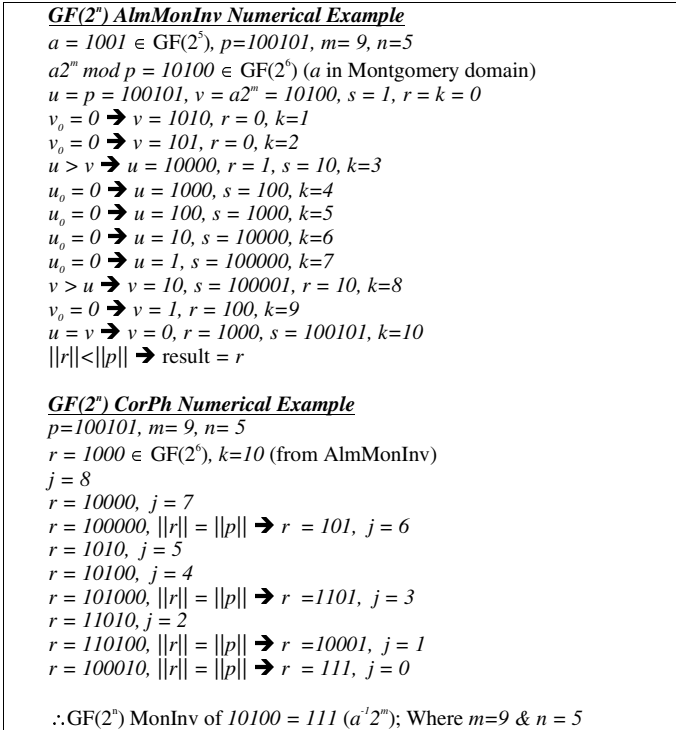 GF(2ⁿ) AlmMonInv Numerical Example
a = 1001 ∈ GF(2⁵), p=100101, m= 9, n=5
a2ᵐ mod p = 10100 ∈ GF(2⁶) (a in Montgomery domain)
u = p = 100101, v = a2ᵐ = 10100, s = 1, r = k = 0
v₀ = 0 ➔ v = 1010, r = 0, k=1
v₀ = 0 ➔ v = 101, r = 0, k=2
u > v ➔ u = 10000, r = 1, s = 10, k=3
u₀ = 0 ➔ u = 1000, s = 100, k=4
u₀ = 0 ➔ u = 100, s = 1000, k=5
u₀ = 0 ➔ u = 10, s = 10000, k=6
u₀ = 0 ➔ u = 1, s = 100000, k=7
v > u ➔ v = 10, s = 100001, r = 10, k=8
v₀ = 0 ➔ v = 1, r = 100, k=9
u = v ➔ v = 0, r = 1000, s = 100101, k=10
||r||<||p|| ➔ result = r
GF(2ⁿ) CorPh Numerical Example
p=100101, m= 9, n= 5
r = 1000 ∈ GF(2⁶), k=10 (from AlmMonInv)
j = 8
r = 10000, j = 7
r = 100000, ||r|| = ||p|| ➔ r = 101, j = 6
r = 1010, j = 5
r = 10100, j = 4
r = 101000, ||r|| = ||p|| ➔ r =1101, j = 3
r = 11010, j = 2
r = 110100, ||r|| = ||p|| ➔ r =10001, j = 1
r = 100010, ||r|| = ||p|| ➔ r = 111, j = 0
∴GF(2ⁿ) MonInv of 10100 = 111 (a⁻¹2ᵐ); Where m=9 & n = 5